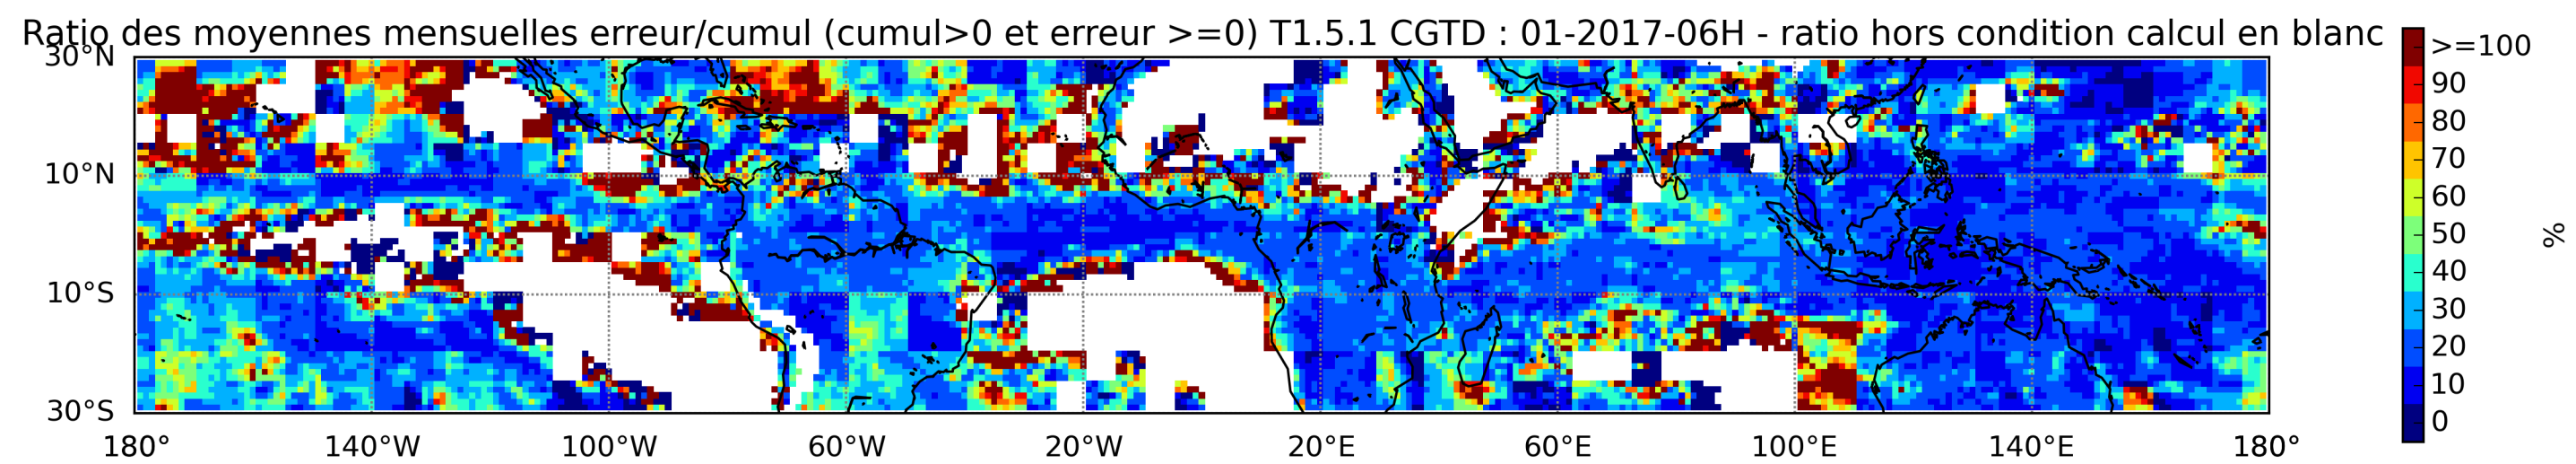 Ratio des moyennes mensuelles erreur/cumul (cumul>0 et erreur >=0) T1.5.1 CGTD : 01-2017-06H - ratio hors condition calcul en blanc
30°N
10°N
10°S
30°S
180°
140°W
100°W
60°W
20°W
20°E
60°E
100°E
140°E
180°
>=100
90
80
70
60
50
40
30
20
10
0
%